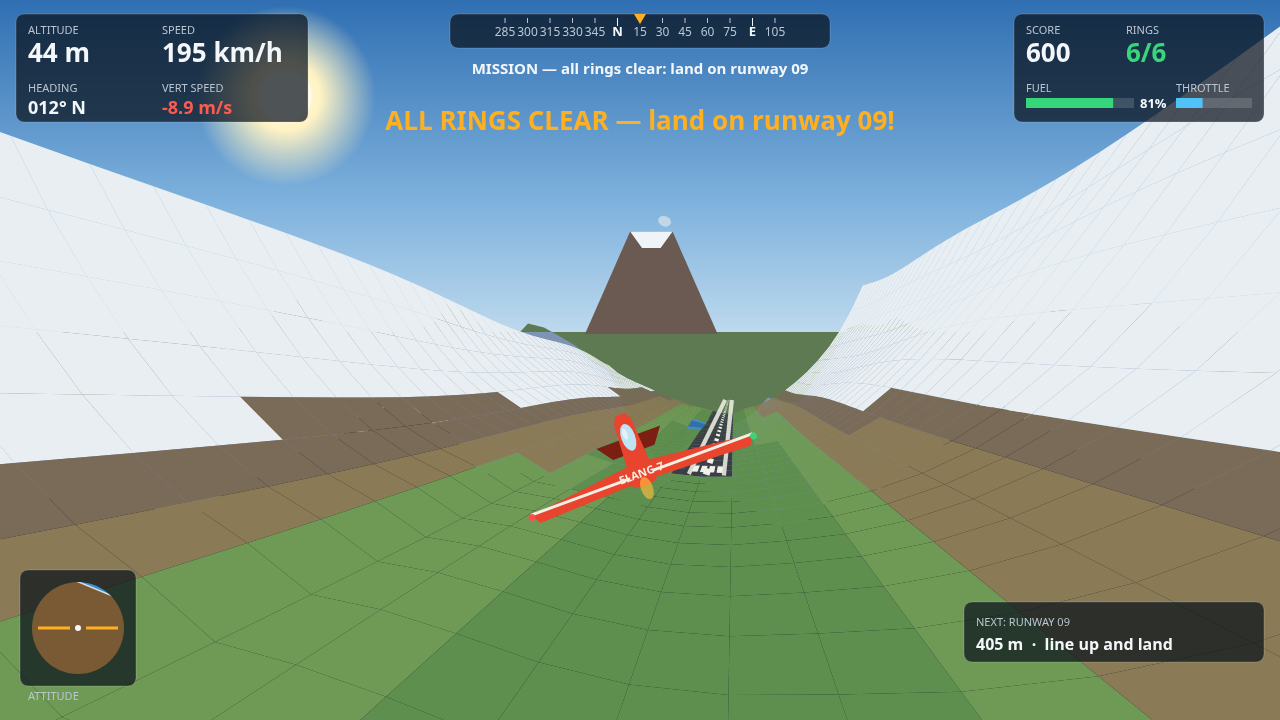 ALTITUDE
44 m
SPEED
195 km/h
HEADING
012° N
VERT SPEED
-8.9 m/s
285 300 315 330 345 N 15 30 45 60 75 E 105
MISSION — all rings clear: land on runway 09
ALL RINGS CLEAR — land on runway 09!
SCORE
600
RINGS
6/6
FUEL
81%
THROTTLE
ELANG-7
ATTITUDE
NEXT: RUNWAY 09
405 m · line up and land